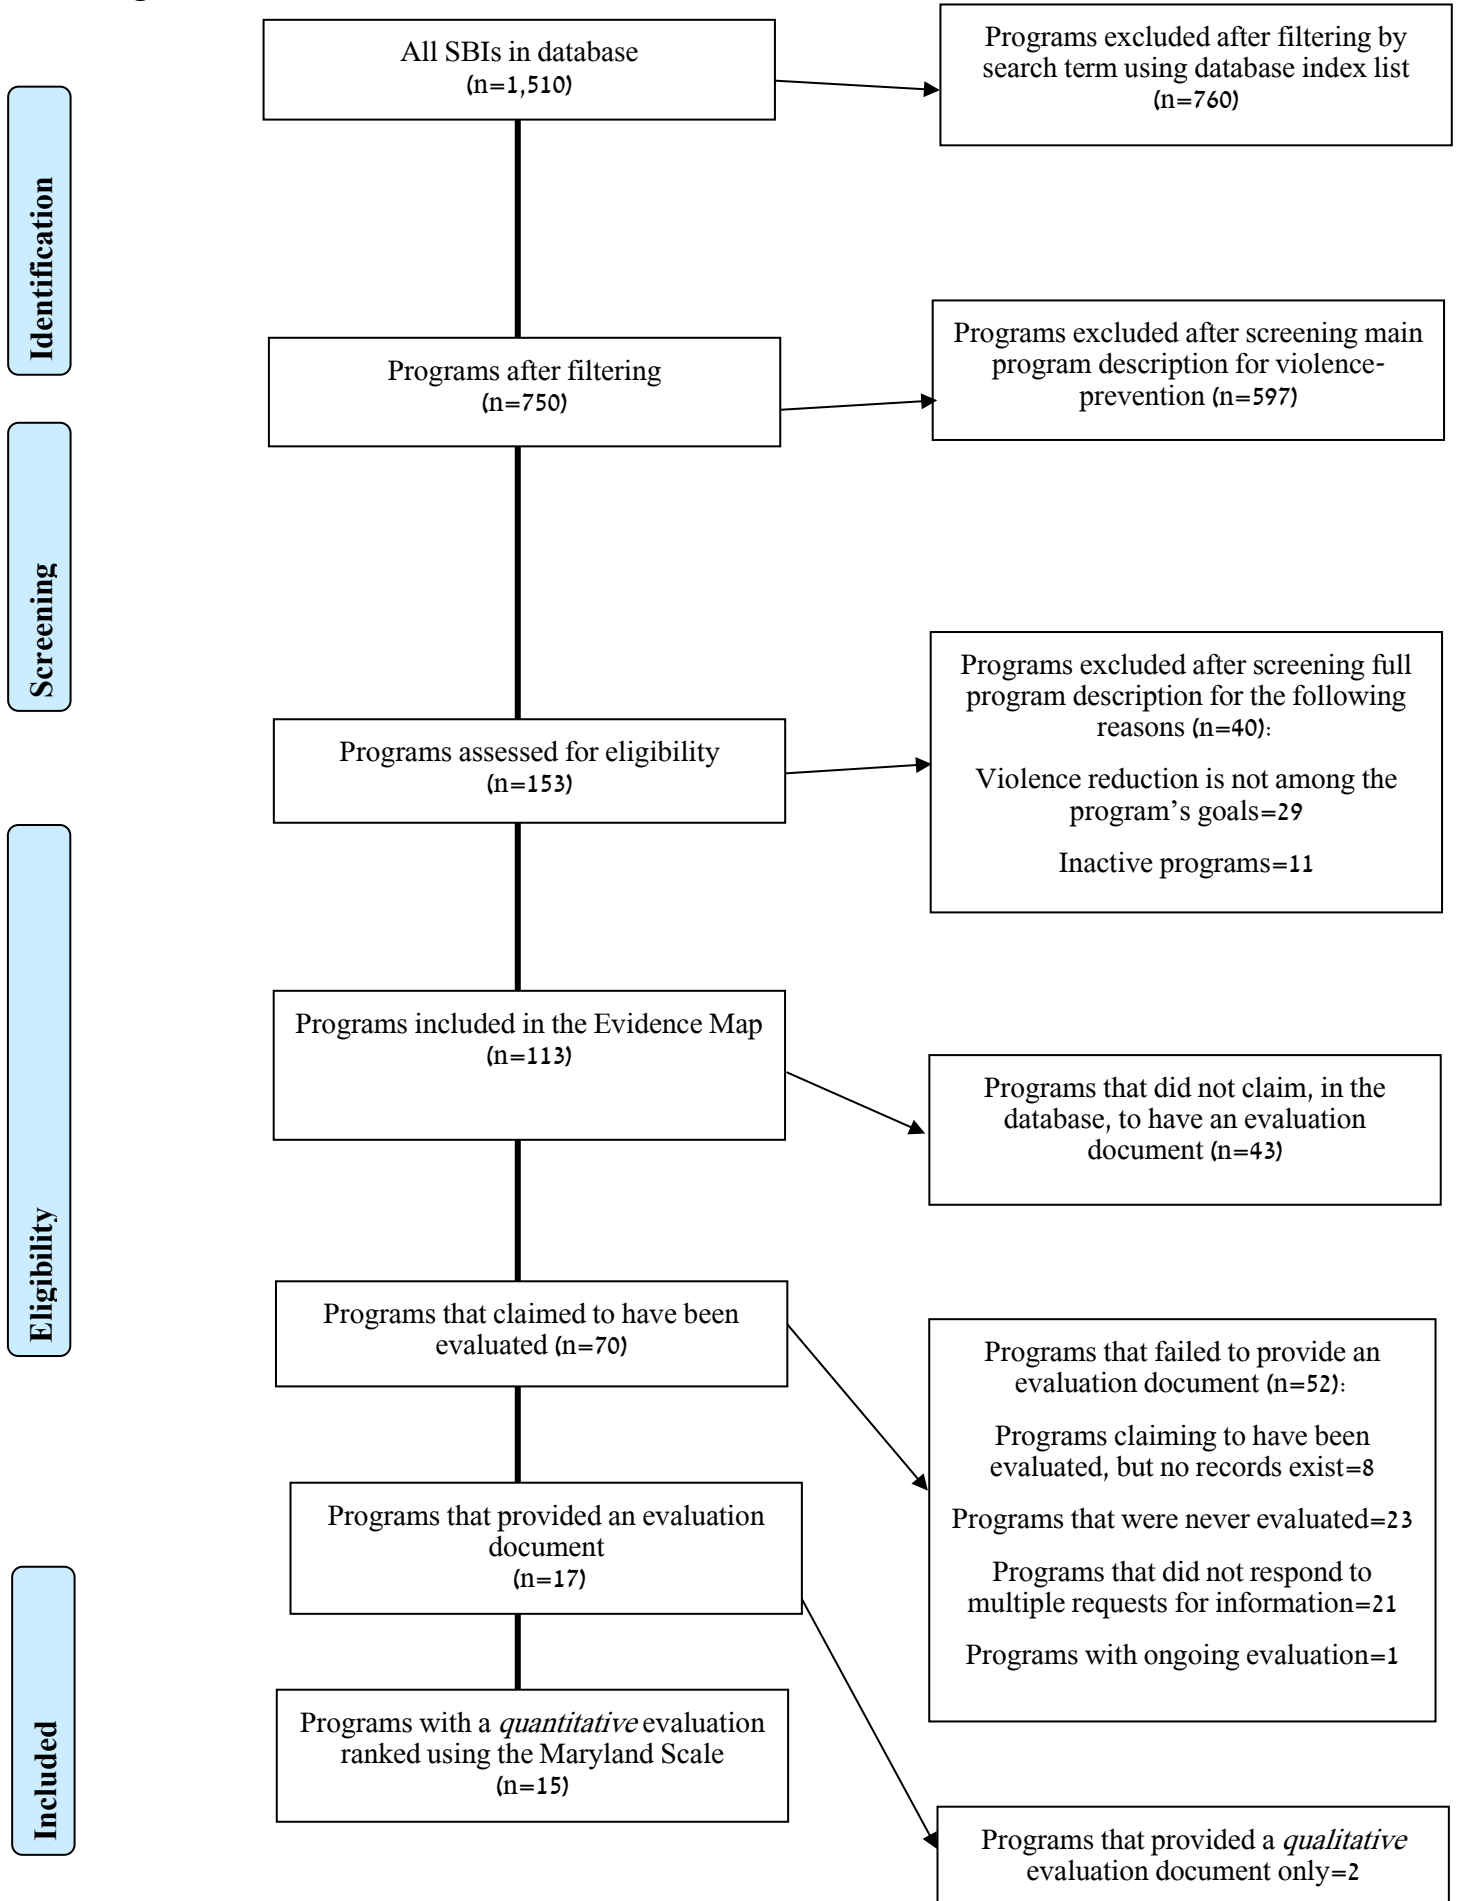 All SBIs in database
(n=1,510)
Programs excluded after filtering by
search term using database index list
(n=760)
Identification
Programs after filtering
(n=750)
Programs excluded after screening main
program description for violence-
prevention (n=597)
Screening
Programs assessed for eligibility
(n=153)
Programs excluded after screening full
program description for the following
reasons (n=40):
Violence reduction is not among the
program’s goals=29
Inactive programs=11
Eligibility
Programs included in the Evidence Map
(n=113)
Programs that did not claim, in the
database, to have an evaluation
document (n=43)
Programs that claimed to have been
evaluated (n=70)
Programs that failed to provide an
evaluation document (n=52):
Programs claiming to have been
evaluated, but no records exist=8
Programs that were never evaluated=23
Programs that did not respond to
multiple requests for information=21
Programs with ongoing evaluation=1
Programs that provided an evaluation
document
(n=17)
Included
Programs with a quantitative evaluation
ranked using the Maryland Scale
(n=15)
Programs that provided a qualitative
evaluation document only=2